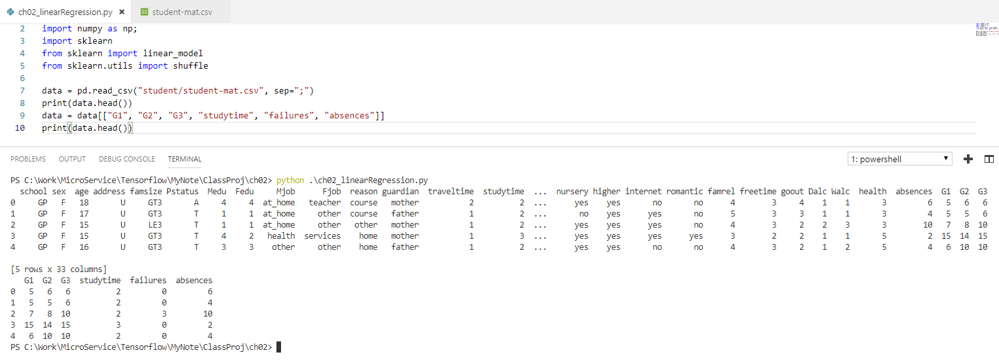 ch02_linearRegression.py × student-mat.csv
2 import numpy as np;
3 import sklearn
4 from sklearn import linear_model
5 from sklearn.utils import shuffle
6
7 data = pd.read_csv("student/student-mat.csv", sep=";")
8 print(data.head())
9 data = data[["G1", "G2", "G3", "studytime", "failures", "absences"]]
10 print(data.head())
PROBLEMS OUTPUT DEBUG CONSOLE TERMINAL 1: powershell
PS C:\Work\MicroService\Tensorflow\MyNote\ClassProj\ch02> python .\ch02_linearRegression.py
school sex age address famsize Pstatus Medu Fedu Mjob Fjob reason guardian traveltime studytime ... nursery higher internet romantic famrel freetime goout Dalc Walc health absences G1 G2 G3
0 GP F 18 U GT3 A 4 4 at_home teacher course mother 2 2 ... yes yes no no 4 3 4 1 1 3 6 5 6 6
1 GP F 17 U GT3 T 1 1 at_home other course father 1 2 ... no yes yes no 5 3 3 1 1 3 4 5 5 6
2 GP F 15 U LE3 T 1 1 at_home other other mother 1 2 ... yes yes yes no 4 3 2 2 3 3 10 7 8 10
3 GP F 15 U GT3 T 4 2 health services home mother 1 3 ... yes yes yes yes 3 2 2 1 1 5 2 15 14 15
4 GP F 16 U GT3 T 3 3 other other home father 1 2 ... yes yes no no 4 3 2 1 2 5 4 6 10 10
[5 rows x 33 columns]
G1 G2 G3 studytime failures absences
0 5 6 6 2 0 6
1 5 5 6 2 0 4
2 7 8 10 2 3 10
3 15 14 15 3 0 2
4 6 10 10 2 0 4
PS C:\Work\MicroService\Tensorflow\MyNote\ClassProj\ch02>